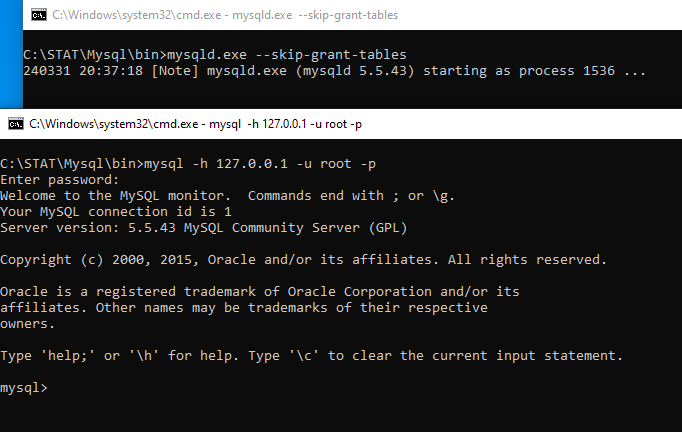 C:\Windows\system32\cmd.exe - mysqld.exe  --skip-grant-tables
C:\STAT\Mysql\bin>mysqld.exe --skip-grant-tables
240331 20:37:18 [Note] mysqld.exe (mysqld 5.5.43) starting as process 1536 ...
C:\Windows\system32\cmd.exe - mysql  -h 127.0.0.1 -u root -p
C:\STAT\Mysql\bin>mysql -h 127.0.0.1 -u root -p
Enter password:
Welcome to the MySQL monitor.  Commands end with ; or \g.
Your MySQL connection id is 1
Server version: 5.5.43 MySQL Community Server (GPL)
Copyright (c) 2000, 2015, Oracle and/or its affiliates. All rights reserved.
Oracle is a registered trademark of Oracle Corporation and/or its
affiliates. Other names may be trademarks of their respective
owners.
Type 'help;' or '\h' for help. Type '\c' to clear the current input statement.
mysql>